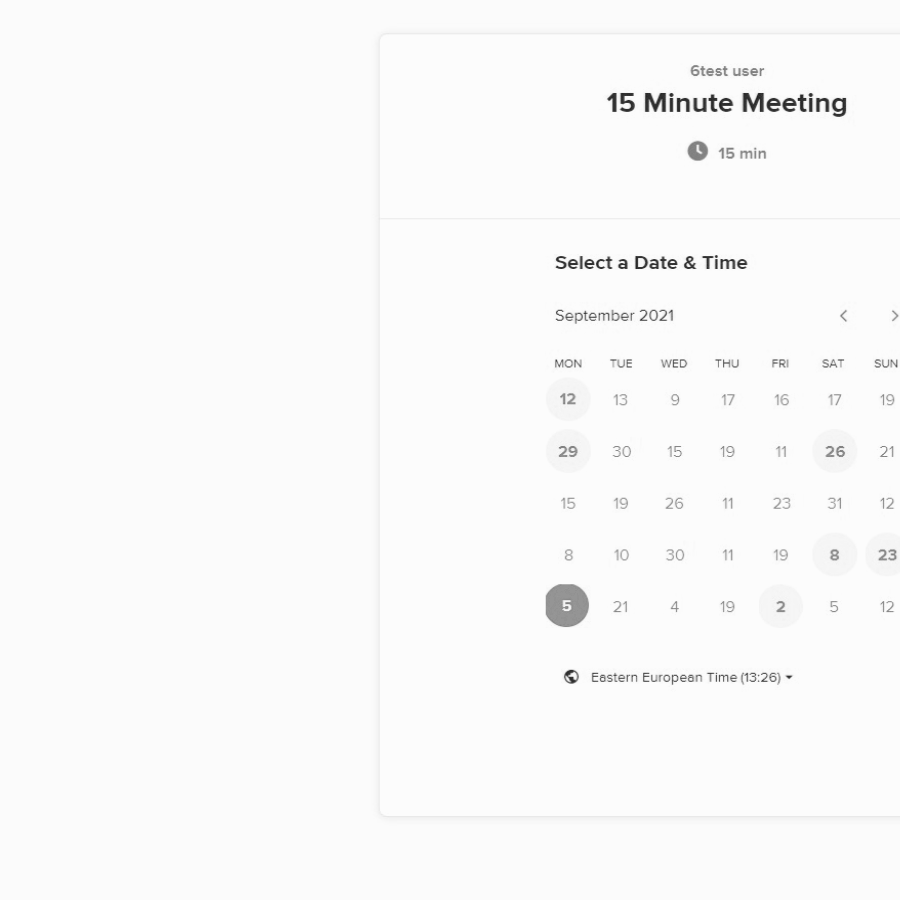 6test user
15 Minute Meeting
15 min
Select a Date & Time
September 2021
MON TUE WED THU FRI SAT SUN
12 13 9 17 16 17 19
29 30 15 19 11 26 21
15 19 26 11 23 31 12
8 10 30 11 19 8 23
5 21 4 19 2 5 12
Eastern European Time (13:26)